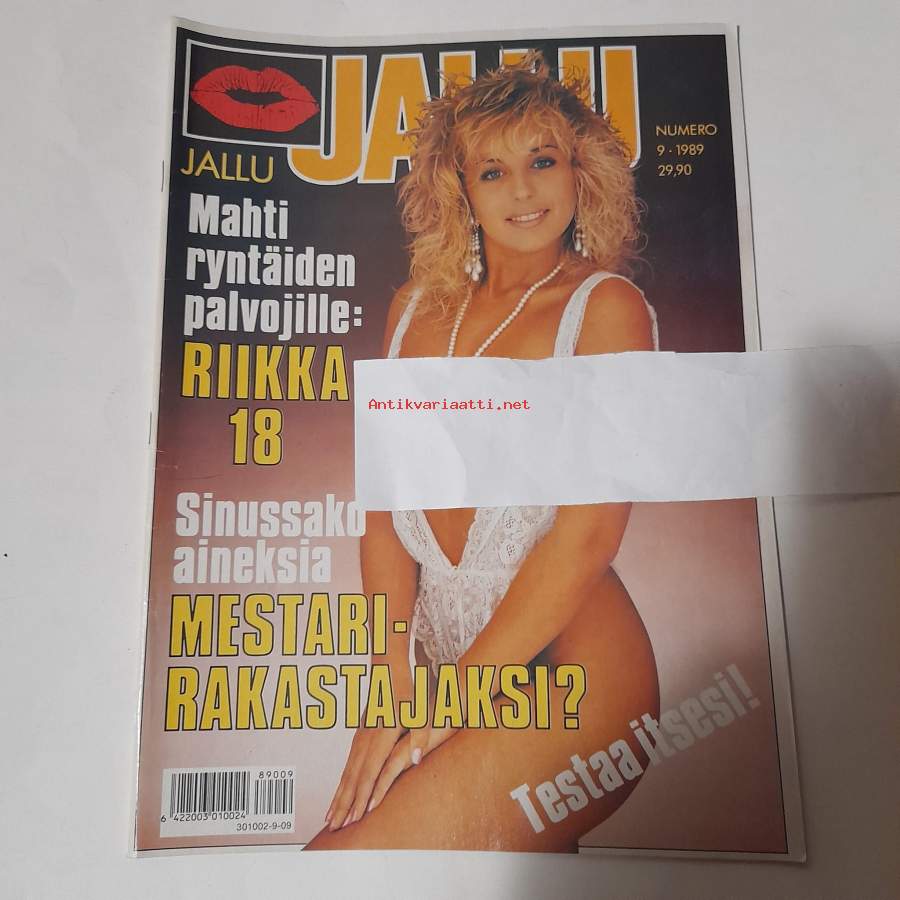 JALLU
JALLU
NUMERO
9 · 1989
29,90
Mahti
ryntäiden
palvojille:
RIIKKA
18
Antikvariaatti.net
Sinussako
aineksia
MESTARI-
RAKASTAJAKSI?
Testaa itsesi!
89009
6 422003 010024
301002-9-09